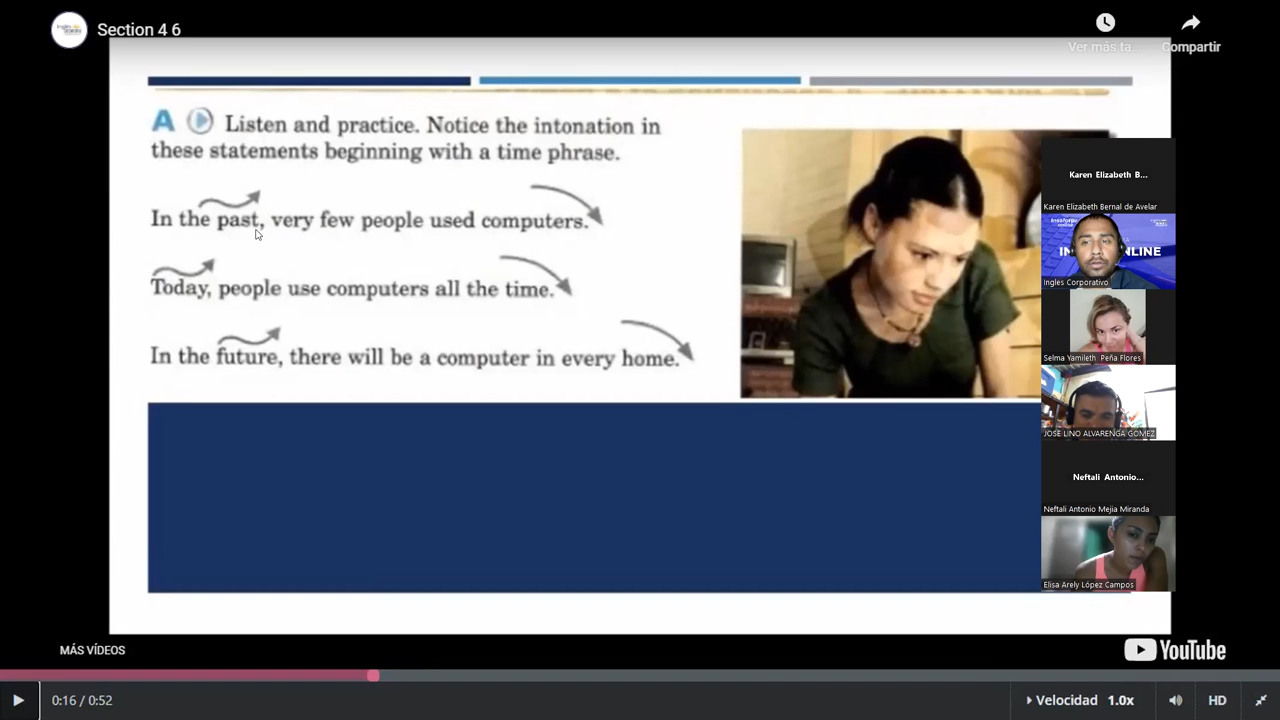 Section 4 6
Ver más ta...
Compartir
A Listen and practice. Notice the intonation in
these statements beginning with a time phrase.
In the past, very few people used computers.
Today, people use computers all the time.
In the future, there will be a computer in every home.
Karen Elizabeth B...
Karen Elizabeth Bernal de Avelar
Ingles Corporativo
Selma Yamileth Peña Flores
JOSE LINO ALVARENGA GOMEZ
Neftali Antonio...
Neftali Antonio Mejia Miranda
Elisa Arely López Campos
MÁS VÍDEOS
YouTube
0:16 / 0:52
Velocidad 1.0x
HD